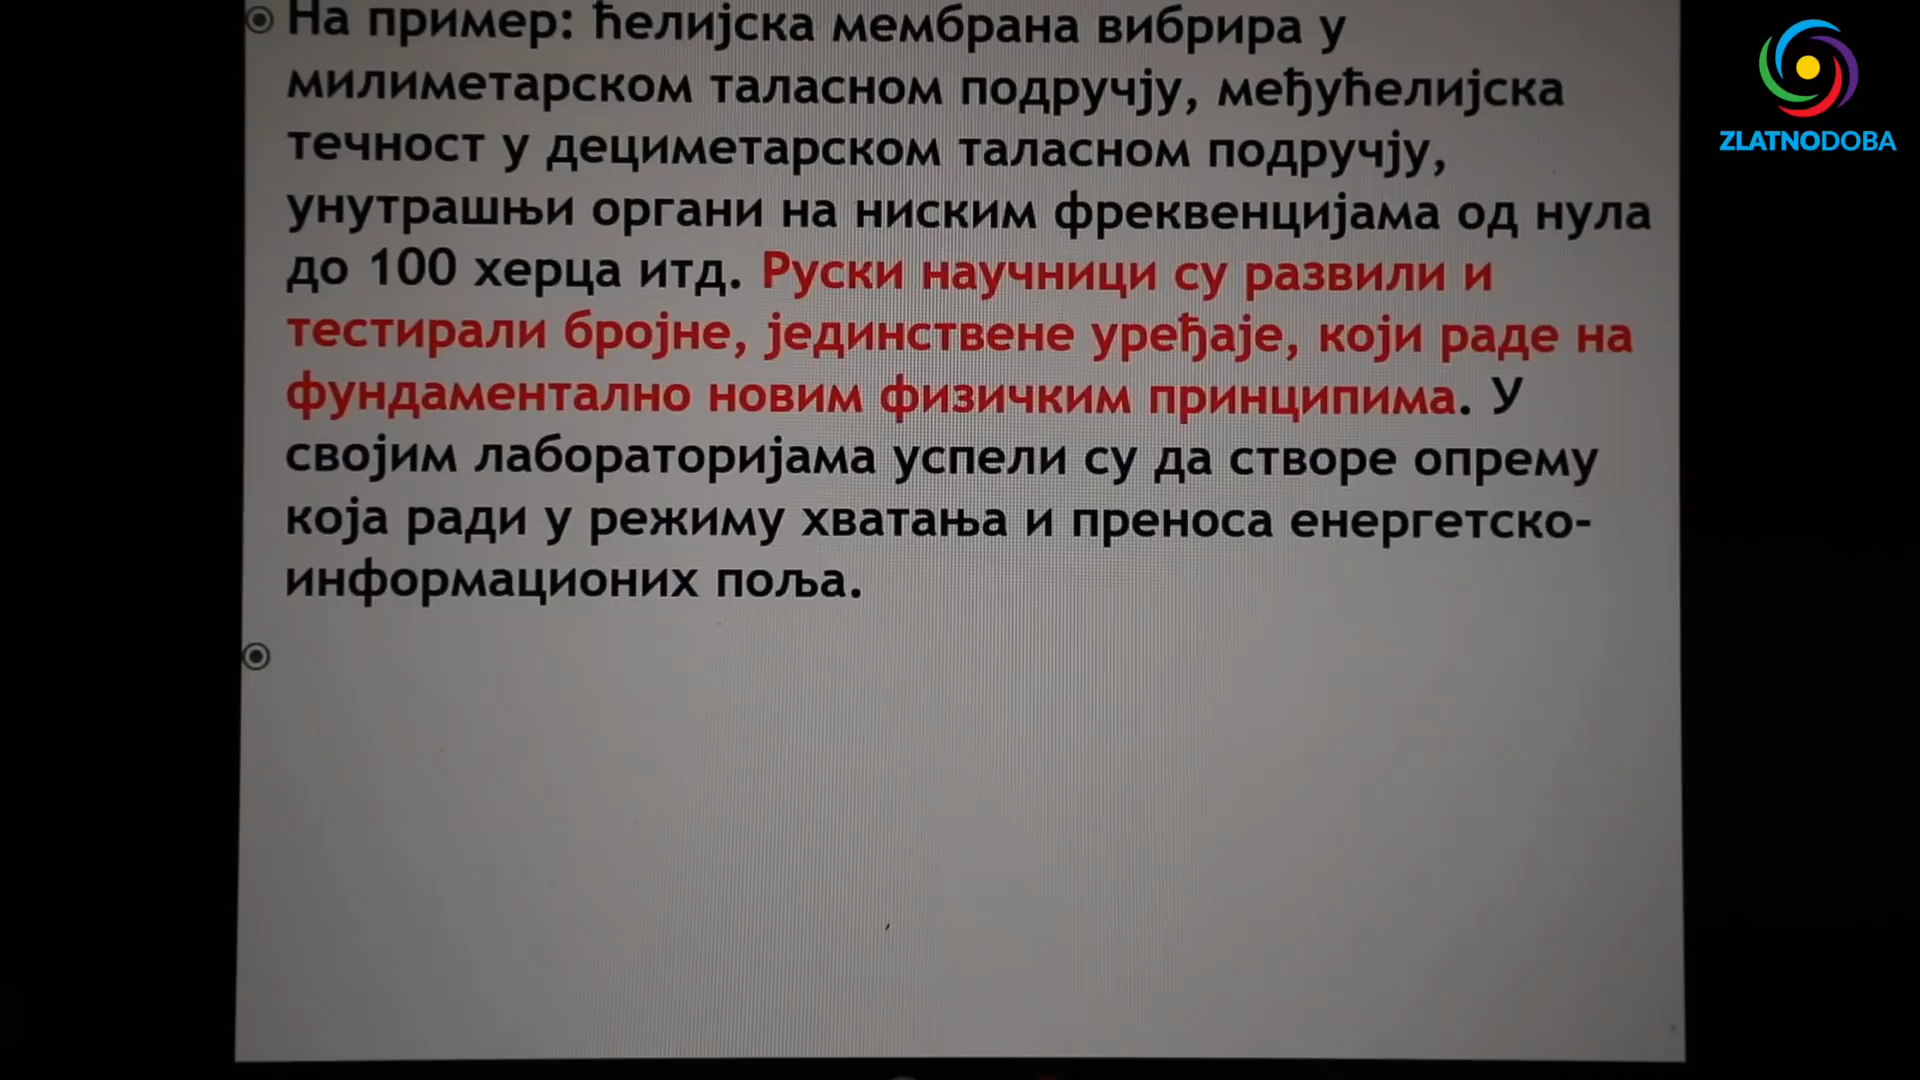 На пример: ћелијска мембрана вибрира у
милиметарском таласном подручју, међућелијска
течност у дециметарском таласном подручју,
унутрашњи органи на ниским фреквенцијама од нула
до 100 херца итд. Руски научници су развили и
тестирали бројне, јединствене уређаје, који раде на
фундаментално новим физичким принципима. У
својим лабораторијама успели су да створе опрему
која ради у режиму хватања и преноса енергетско-
информационих поља.
ZLATNODOBA